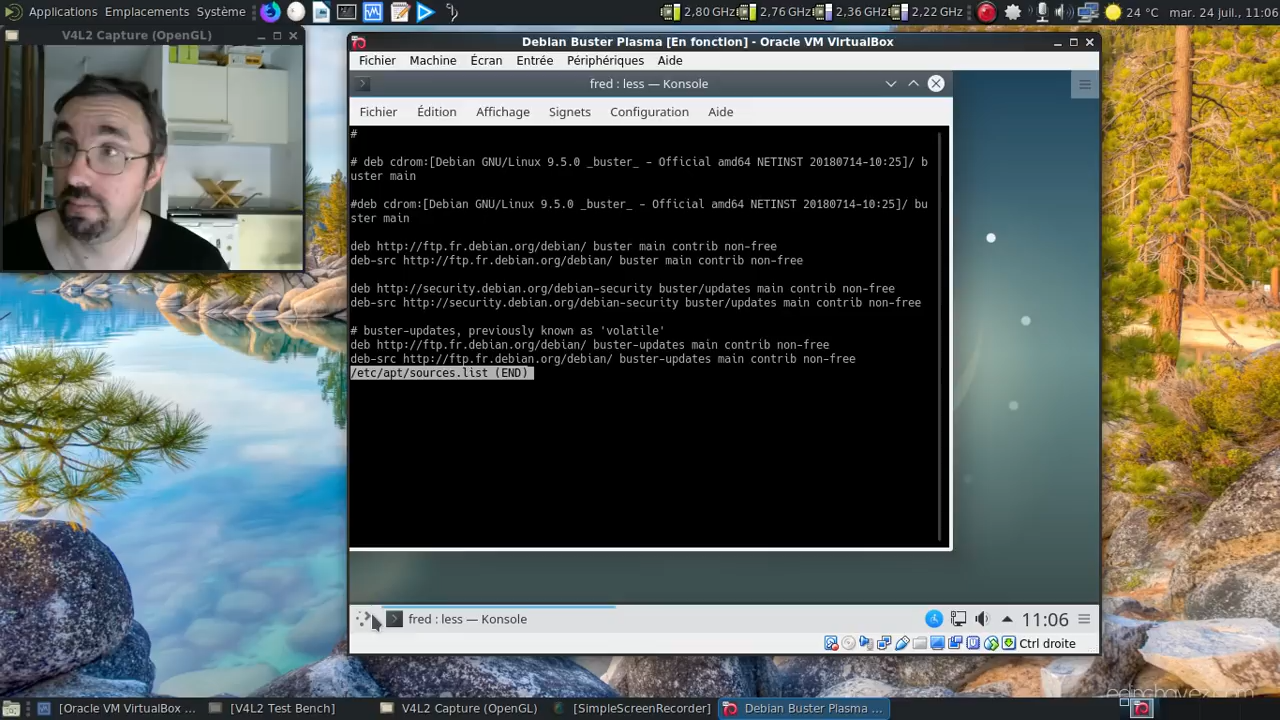 Applications Emplacements Système
2,80 GHz 2,76 GHz 2,36 GHz 2,22 GHz 24 °C mar. 24 juil., 11:06
V4L2 Capture (OpenGL)
Debian Buster Plasma [En fonction] - Oracle VM VirtualBox
Fichier Machine Écran Entrée Périphériques Aide
fred : less — Konsole
Fichier Édition Affichage Signets Configuration Aide
#
# deb cdrom:[Debian GNU/Linux 9.5.0 _buster_ - Official amd64 NETINST 20180714-10:25]/ b
uster main
#deb cdrom:[Debian GNU/Linux 9.5.0 _buster_ - Official amd64 NETINST 20180714-10:25]/ bu
ster main
deb http://ftp.fr.debian.org/debian/ buster main contrib non-free
deb-src http://ftp.fr.debian.org/debian/ buster main contrib non-free
deb http://security.debian.org/debian-security buster/updates main contrib non-free
deb-src http://security.debian.org/debian-security buster/updates main contrib non-free
# buster-updates, previously known as 'volatile'
deb http://ftp.fr.debian.org/debian/ buster-updates main contrib non-free
deb-src http://ftp.fr.debian.org/debian/ buster-updates main contrib non-free
/etc/apt/sources.list (END)
fred : less — Konsole
11:06
Ctrl droite
[Oracle VM VirtualBox ... [V4L2 Test Bench] V4L2 Capture (OpenGL) [SimpleScreenRecorder] Debian Buster Plasma ...